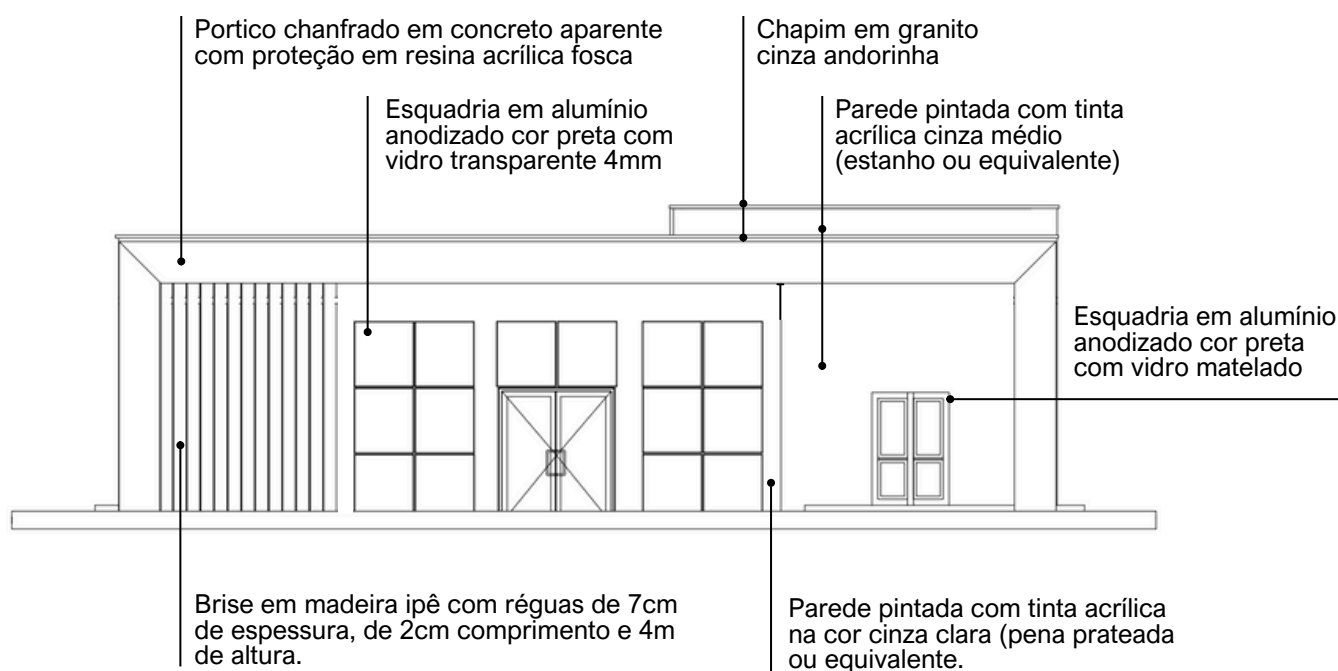 Portico chanfrado em concreto aparente
com proteção em resina acrílica fosca
Chapim em granito
cinza andorinha
Esquadria em alumínio
anodizado cor preta com
vidro transparente 4mm
Parede pintada com tinta
acrílica cinza médio
(estanho ou equivalente)
Esquadria em alumínio
anodizado cor preta
com vidro matelado
Brise em madeira ipê com réguas de 7cm
de espessura, de 2cm comprimento e 4m
de altura.
Parede pintada com tinta acrílica
na cor cinza clara (pena prateada
ou equivalente.